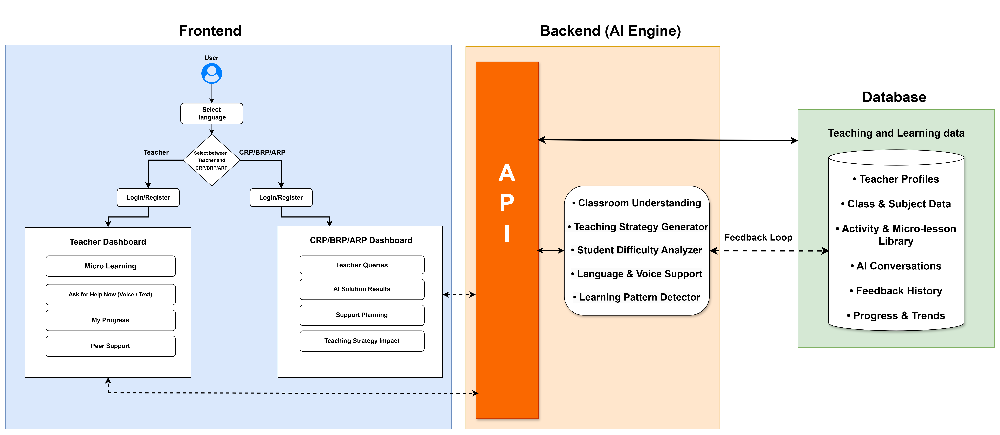 Frontend
User
Select
language
Teacher
CRP/BRP/ARP
Select between
Teacher and
CRP/BRP/ARP
Login/Register
Login/Register
Teacher Dashboard
Micro Learning
Ask for Help Now (Voice / Text)
My Progress
Peer Support
CRP/BRP/ARP Dashboard
Teacher Queries
AI Solution Results
Support Planning
Teaching Strategy Impact
Backend (AI Engine)
A
P
I
• Classroom Understanding
• Teaching Strategy Generator
• Student Difficulty Analyzer
• Language & Voice Support
• Learning Pattern Detector
Feedback Loop
Database
Teaching and Learning data
• Teacher Profiles
• Class & Subject Data
• Activity & Micro-lesson
Library
• AI Conversations
• Feedback History
• Progress & Trends